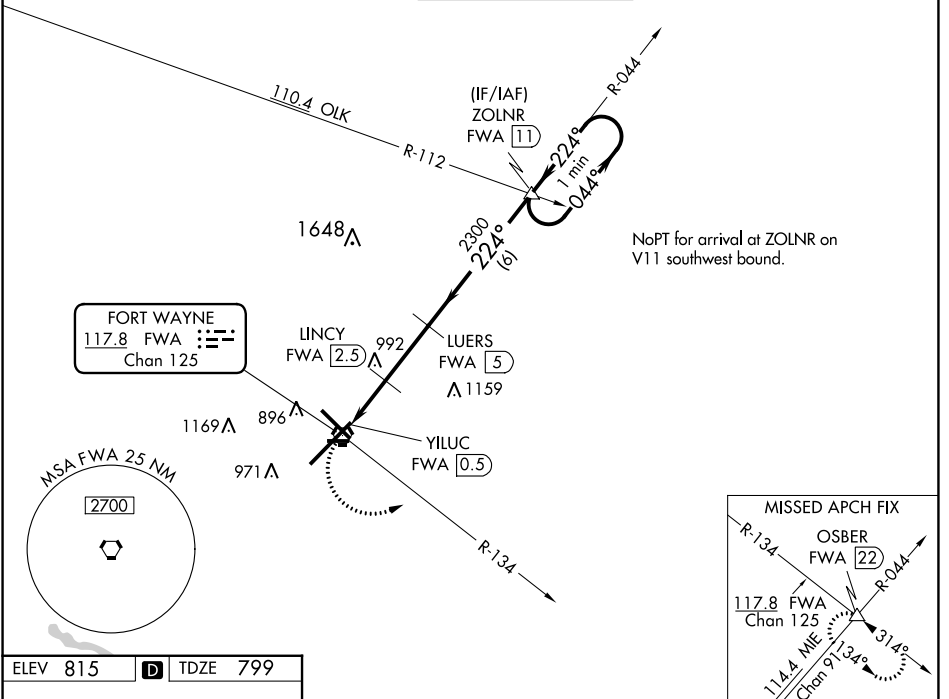 R-044
(IF/IAF)
ZOLNR
FWA 11
110.4 OLK
R-112
224°
1 min
044°
NoPT for arrival at ZOLNR on
V11 southwest bound.
1648
2300
224°
(6)
FORT WAYNE
117.8 FWA
Chan 125
LINCY
FWA 2.5
992
LUERS
FWA 5
1159
1169
896
971
YILUC
FWA 0.5
MSA FWA 25 NM
2700
R-134
MISSED APCH FIX
R-134
OSBER
FWA 22
R-044
117.8 FWA
Chan 125
114.4 MIE
Chan 91
134°
314°
ELEV 815 D TDZE 799